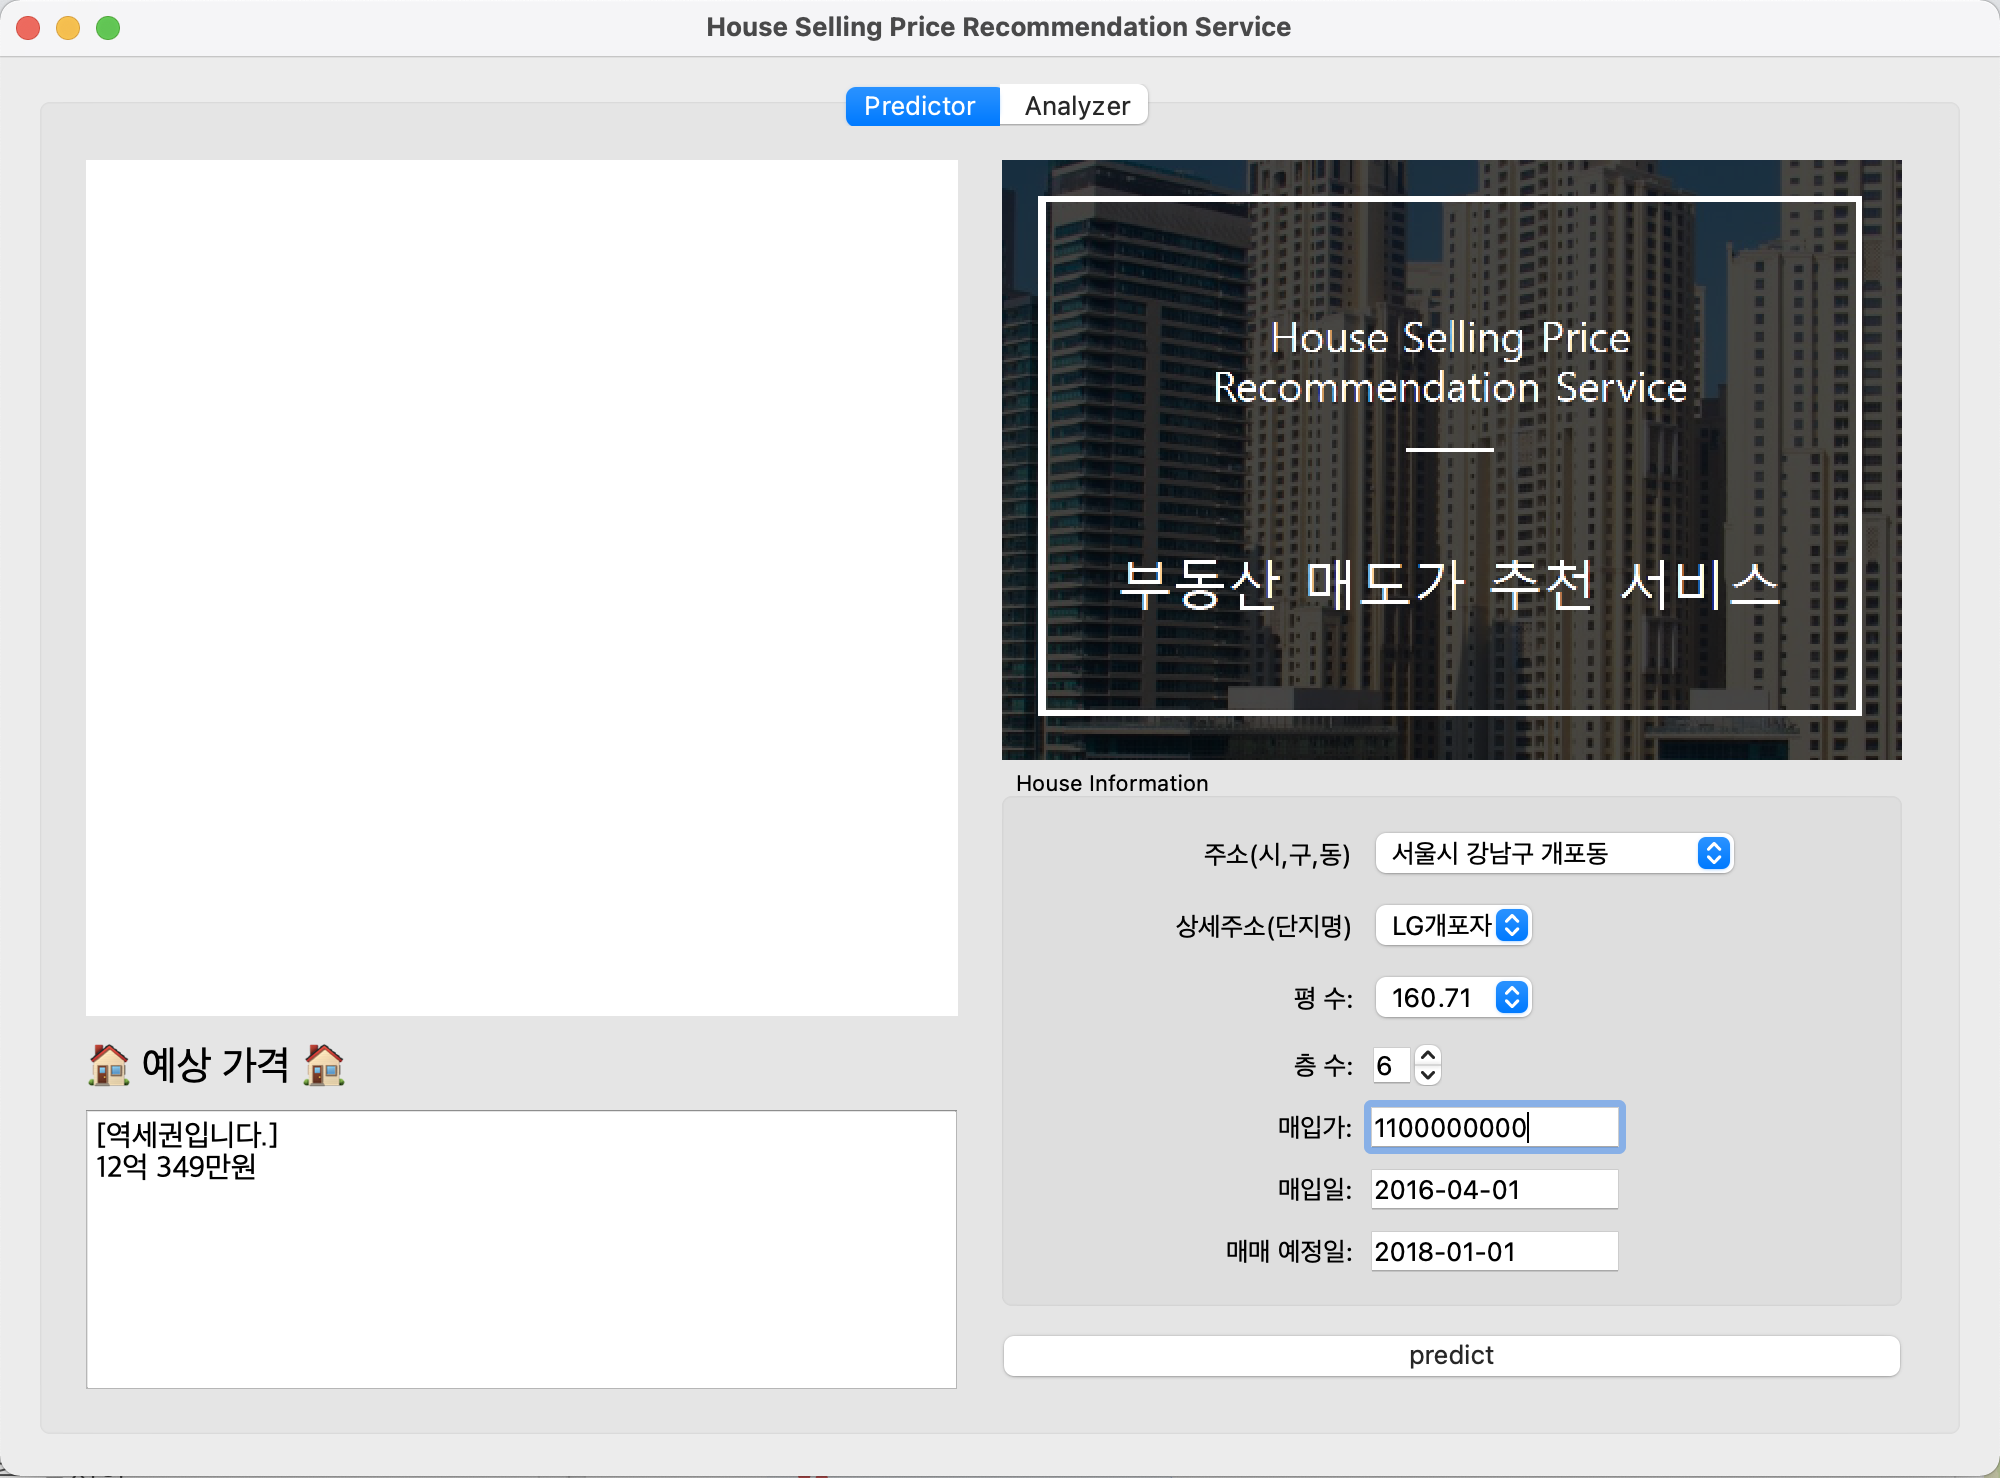 House Selling Price Recommendation Service
Predictor Analyzer
House Selling Price
Recommendation Service
부동산 매도가 추천 서비스
House Information
주소(시,구,동) 서울시 강남구 개포동
상세주소(단지명) LG개포자
평 수: 160.71
층 수: 6
매입가: 1100000000
매입일: 2016-04-01
매매 예정일: 2018-01-01
predict
🏠 예상 가격 🏠
[역세권입니다.]
12억 349만원